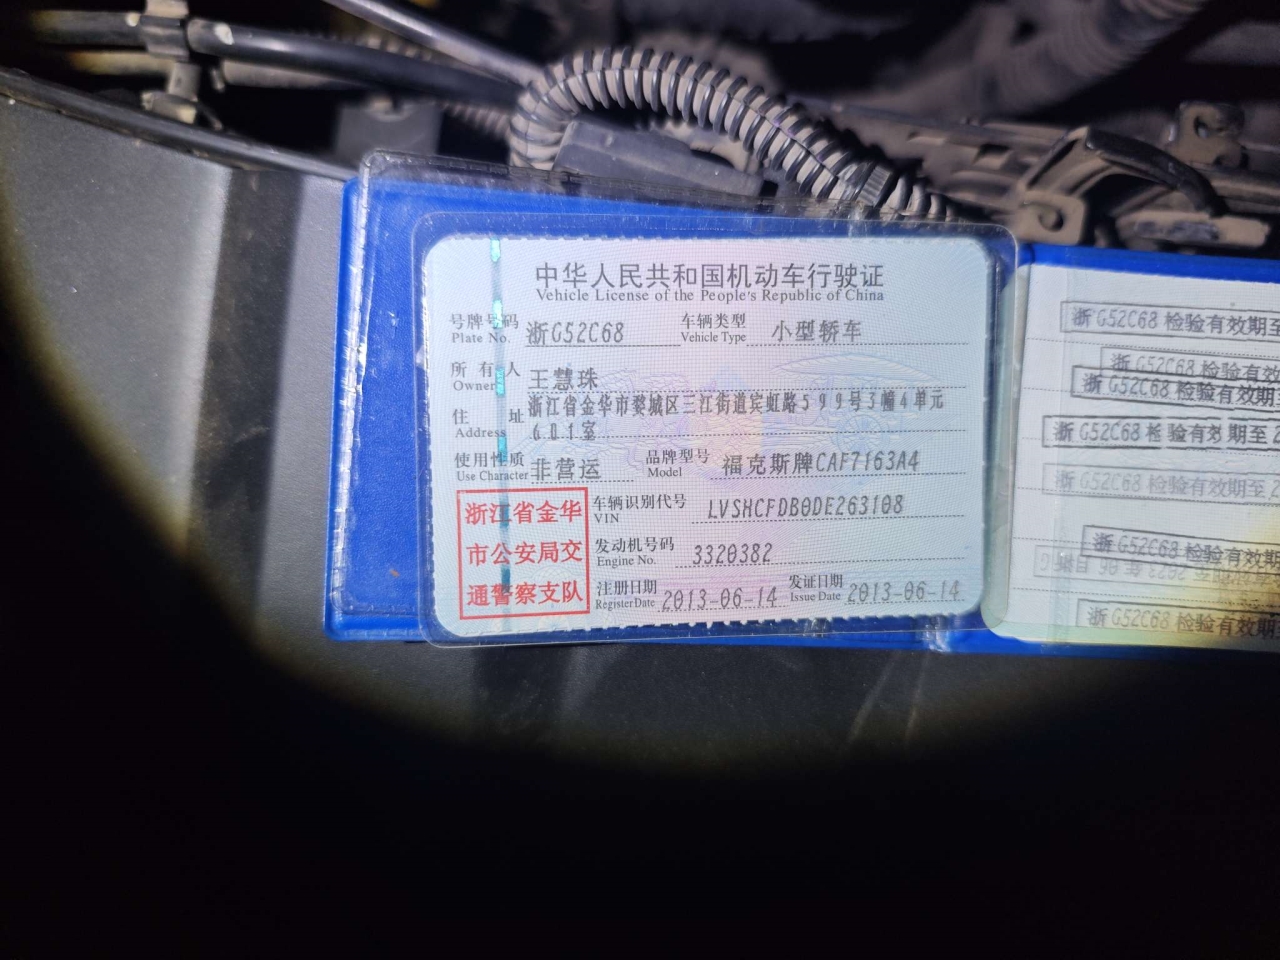 中华人民共和国机动车行驶证
Vehicle License of the People's Republic of China
号牌号码 浙G52C68 车辆类型 小型轿车
Plate No. Vehicle Type
所有人 王慧珠
Owner
住址 浙江省金华市婺城区三江街道宾虹路599号3幢4单元
Address 601室
使用性质 非营运 品牌型号 福克斯牌CAF7163A4
Use Character Model
浙江省金华
市公安局交
通警察支队
车辆识别代号 LVSHCFDB0DE263108
VIN
发动机号码 3320382
Engine No.
注册日期 2013-06-14 发证日期 2013-06-14
Register Date Issue Date
浙G52C68 检验有效期至
浙G52C68 检验有效
浙G52C68 检验有效期
浙G52C68 检验有效期至
浙G52C68 检验有效期至
浙G52C68 检验有效期
浙G52C68 检验有效期